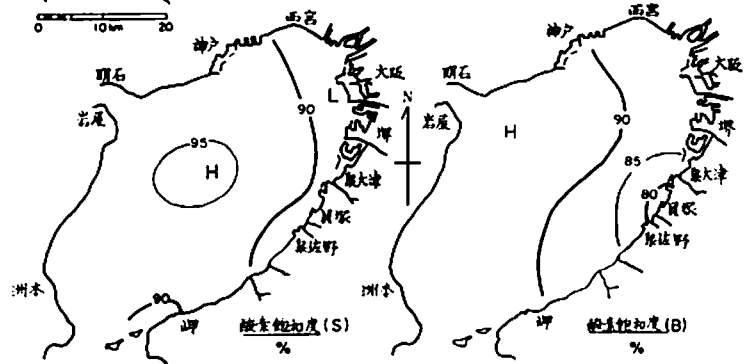 0 10km 20
西宮
神戸
明石
大阪
岩屋
90
L
N
堺
95
H
泉大津
貝塚
泉佐野
洲本
90
岬
酸素飽和度(S)
%
西宮
神戸
明石
大阪
岩屋
H
90
堺
85
泉大津
80
貝塚
泉佐野
洲本
岬
酸素飽和度(B)
%